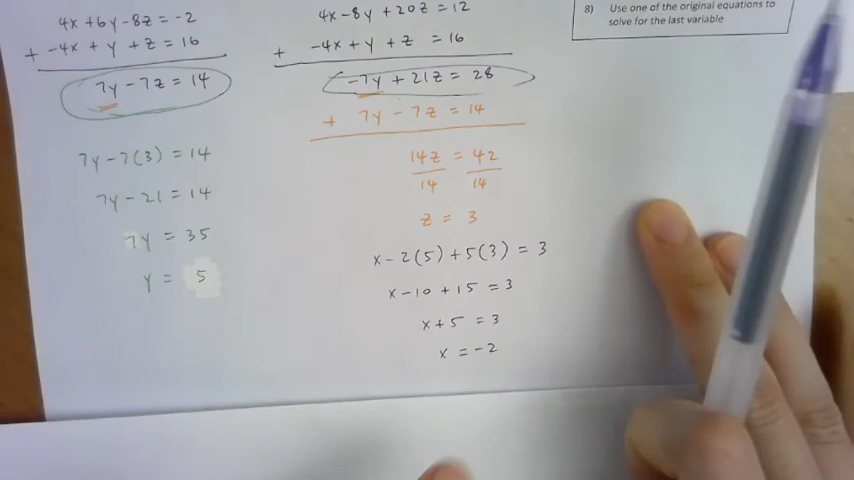 4x+6y-8z=-2
+ -4x+y+z=16
7y-7z=14
7y-7(3)=14
7y-21=14
7y=35
y=5
4x-8y+20z=12
+ -4x+y+z=16
-7y+21z=28
+ 7y-7z=14
14z=42
14 14
z=3
x-2(5)+5(3)=3
x-10+15=3
x+5=3
x=-2
8) Use one of the original equations to
solve for the last variable